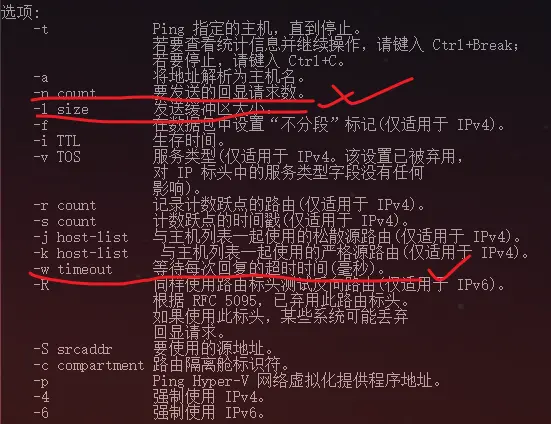 选项:
-t Ping 指定的主机，直到停止。
若要查看统计信息并继续操作，请键入 Ctrl+Break；
若要停止，请键入 Ctrl+C。
-a 将地址解析为主机名。
-n count 要发送的回显请求数。
-l size 发送缓冲区大小。
-f 在数据包中设置“不分段”标记(仅适用于 IPv4)。
-i TTL 生存时间。
-v TOS 服务类型(仅适用于 IPv4。该设置已被弃用，
对 IP 标头中的服务类型字段没有任何
影响)。
-r count 记录计数跃点的路由(仅适用于 IPv4)。
-s count 计数跃点的时间戳(仅适用于 IPv4)。
-j host-list 与主机列表一起使用的松散源路由(仅适用于 IPv4)。
-k host-list 与主机列表一起使用的严格源路由(仅适用于 IPv4)。
-w timeout 等待每次回复的超时时间(毫秒)。
-R 同样使用路由标头测试反向路由(仅适用于 IPv6)。
根据 RFC 5095，已弃用此路由标头。
如果使用此标头，某些系统可能丢弃
回显请求。
-S srcaddr 要使用的源地址。
-c compartment 路由隔离舱标识符。
-p Ping Hyper-V 网络虚拟化提供程序地址。
-4 强制使用 IPv4。
-6 强制使用 IPv6。